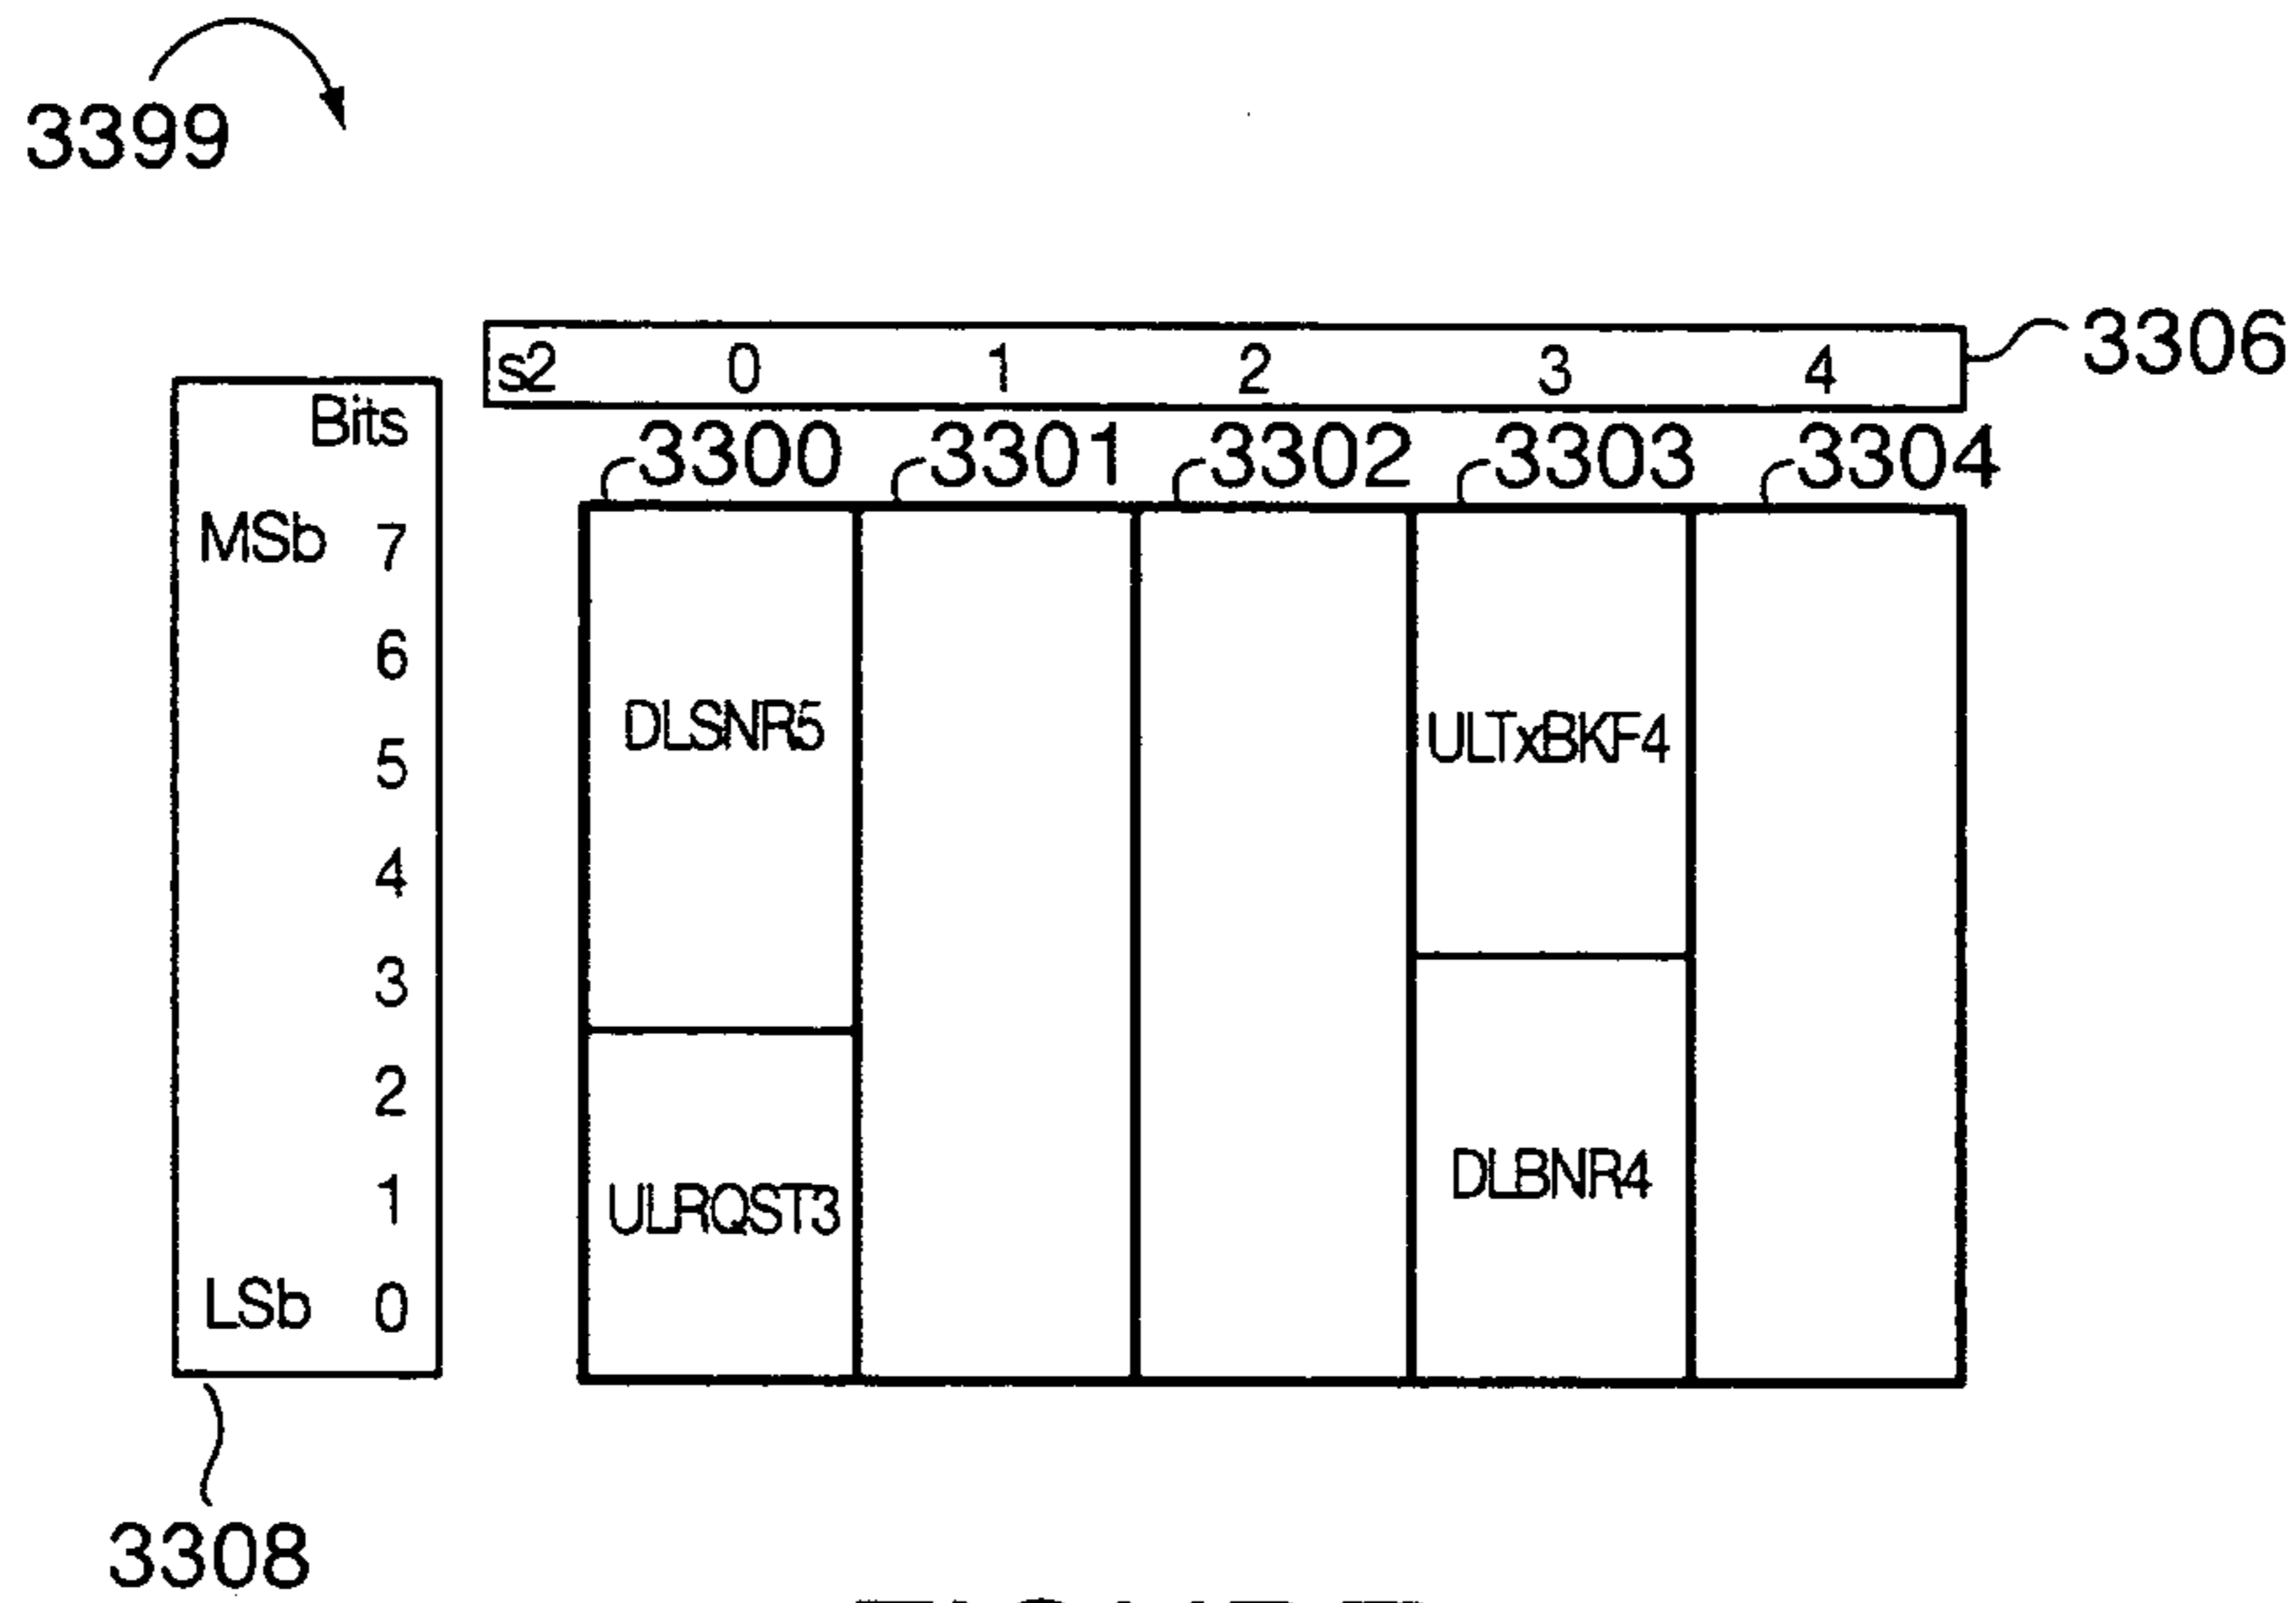 3399
s2 0 1 2 3 4
3306
Bits
3300 3301 3302 3303 3304
MSb 7
6
5
4
3
2
1
LSb 0
DLSNR5
ULTxBKF4
ULRQST3
DLBNR4
3308